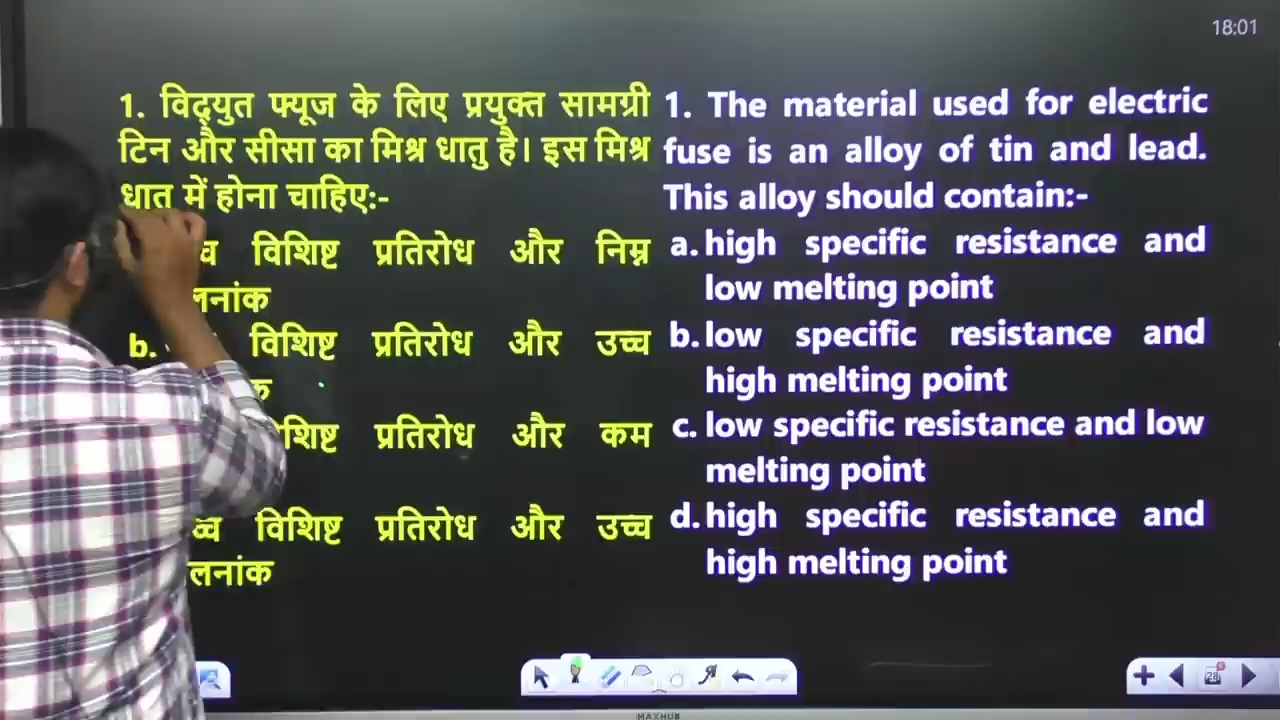 18:01
1. विद्युत फ्यूज के लिए प्रयुक्त सामग्री
टिन और सीसा का मिश्र धातु है। इस मिश्र
धातु में होना चाहिए:-
विशिष्ट प्रतिरोध और निम्न
b. विशिष्ट प्रतिरोध और उच्च
प्रतिरोध और कम
विशिष्ट प्रतिरोध और उच्च
1. The material used for electric
fuse is an alloy of tin and lead.
This alloy should contain:-
a. high specific resistance and
low melting point
b. low specific resistance and
high melting point
c. low specific resistance and low
melting point
d. high specific resistance and
high melting point
28
MAXHUB